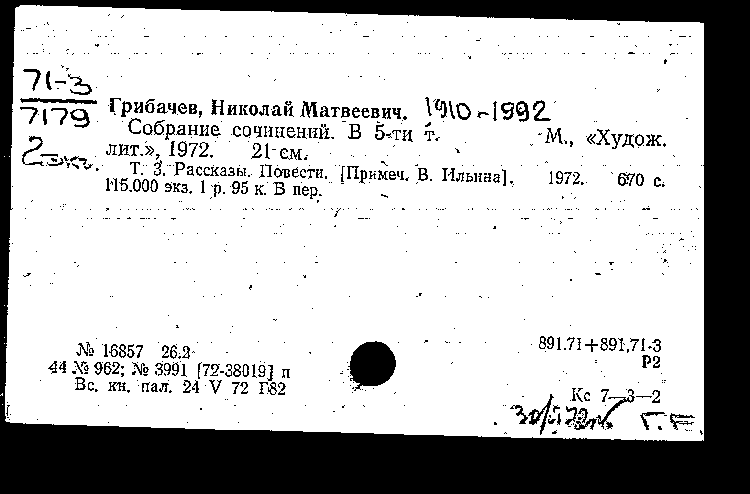 71-3
7179
2 экз.
Грибачев, Николай Матвеевич. 1910-1992
Собрание сочинений. В 5-ти т. М., «Худож.
лит.», 1972. 21 см.
Т. 3. Рассказы. Повести. [Примеч. В. Ильина]. 1972. 670 с.
115.000 экз. 1 р. 95 к. В пер.
№ 16857 26.2
44 № 962; № 3991 [72-38019] п
Вс. кн. пал. 24 V 72 Г82
891.71+891.71-3
Р2
Кс 7—3—2